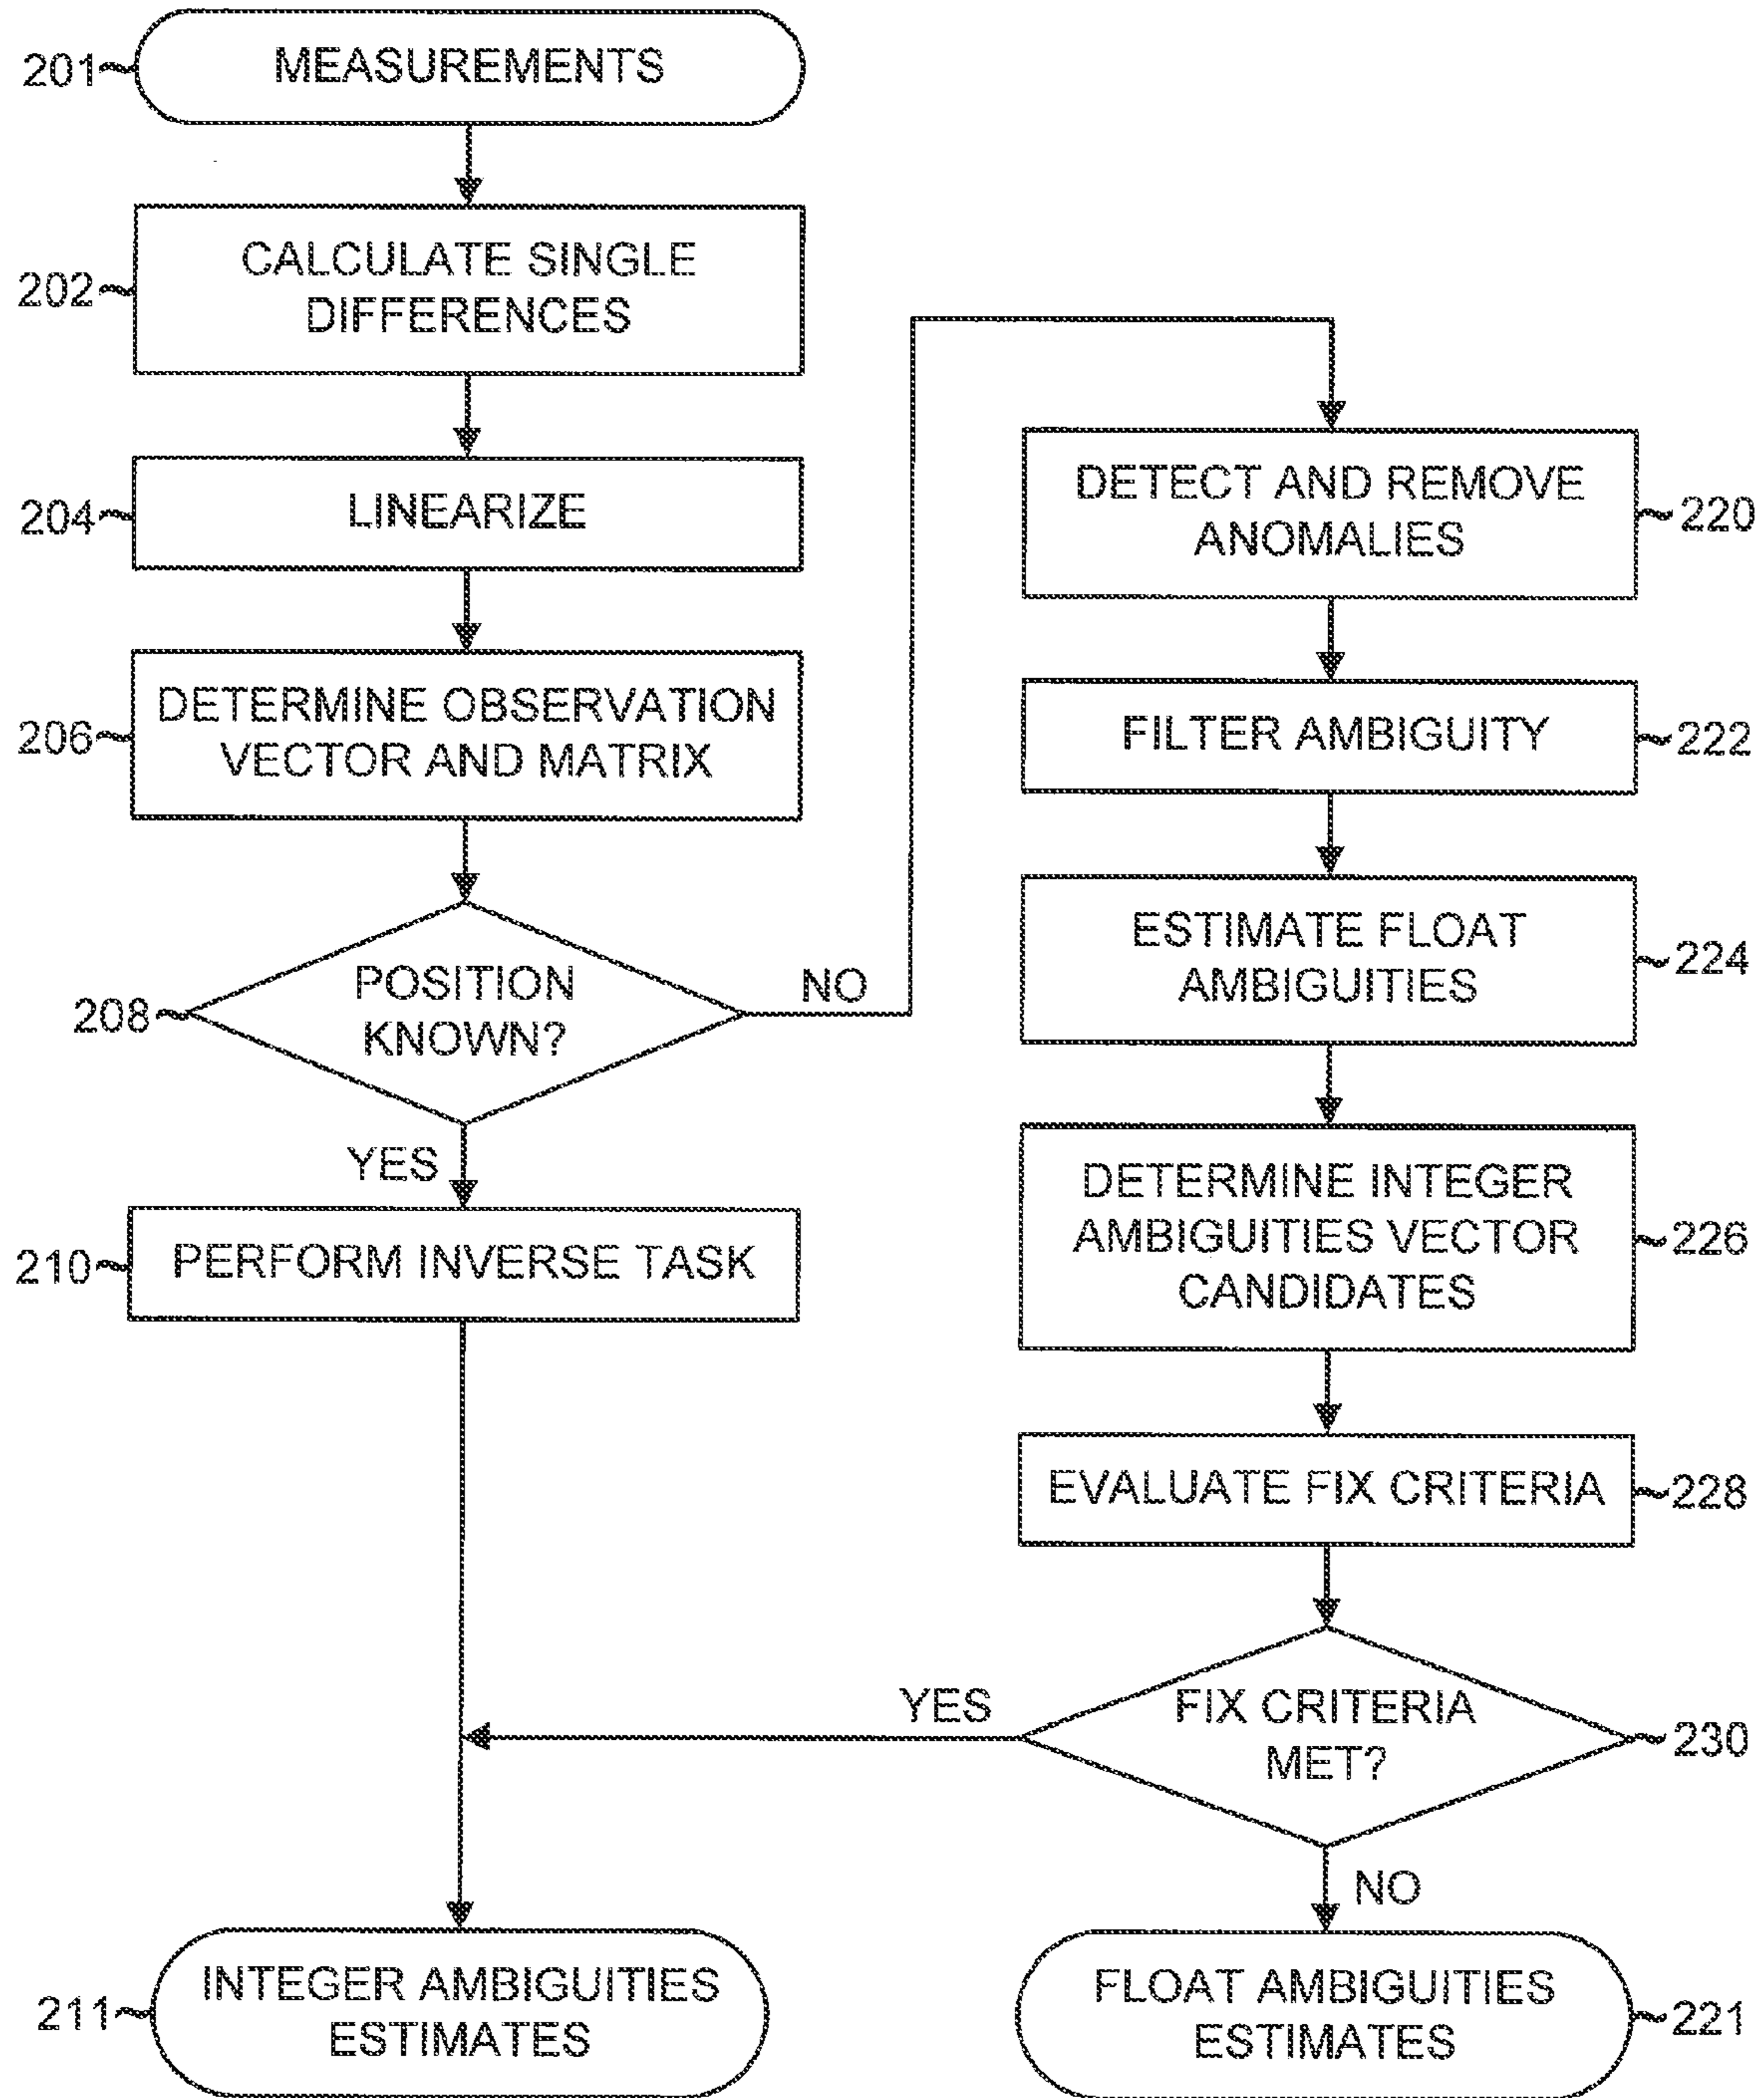 201
MEASUREMENTS
202
CALCULATE SINGLE
DIFFERENCES
204
LINEARIZE
206
DETERMINE OBSERVATION
VECTOR AND MATRIX
208
POSITION
KNOWN?
NO
YES
210
PERFORM INVERSE TASK
211
INTEGER AMBIGUITIES
ESTIMATES
DETECT AND REMOVE
ANOMALIES
220
FILTER AMBIGUITY
222
ESTIMATE FLOAT
AMBIGUITIES
224
DETERMINE INTEGER
AMBIGUITIES VECTOR
CANDIDATES
226
EVALUATE FIX CRITERIA
228
YES
FIX CRITERIA
MET?
230
NO
FLOAT AMBIGUITIES
ESTIMATES
221